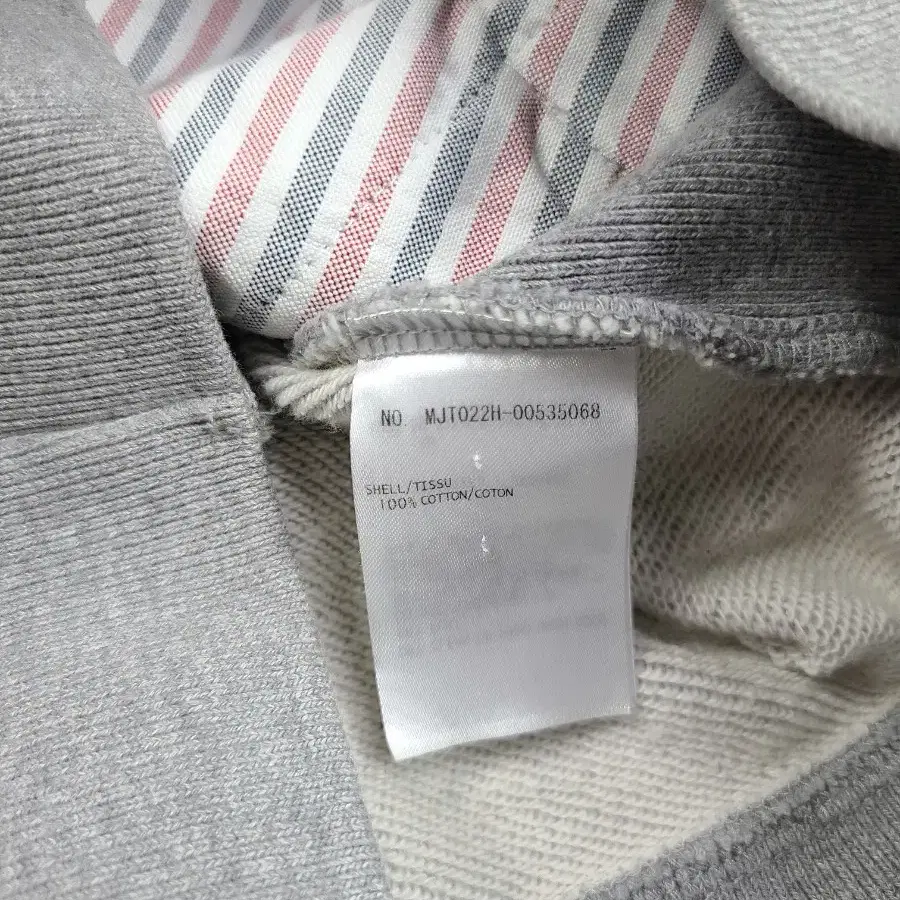 NO. MJT022H-00535068
SHELL/TISSU
100% COTTON/COTON